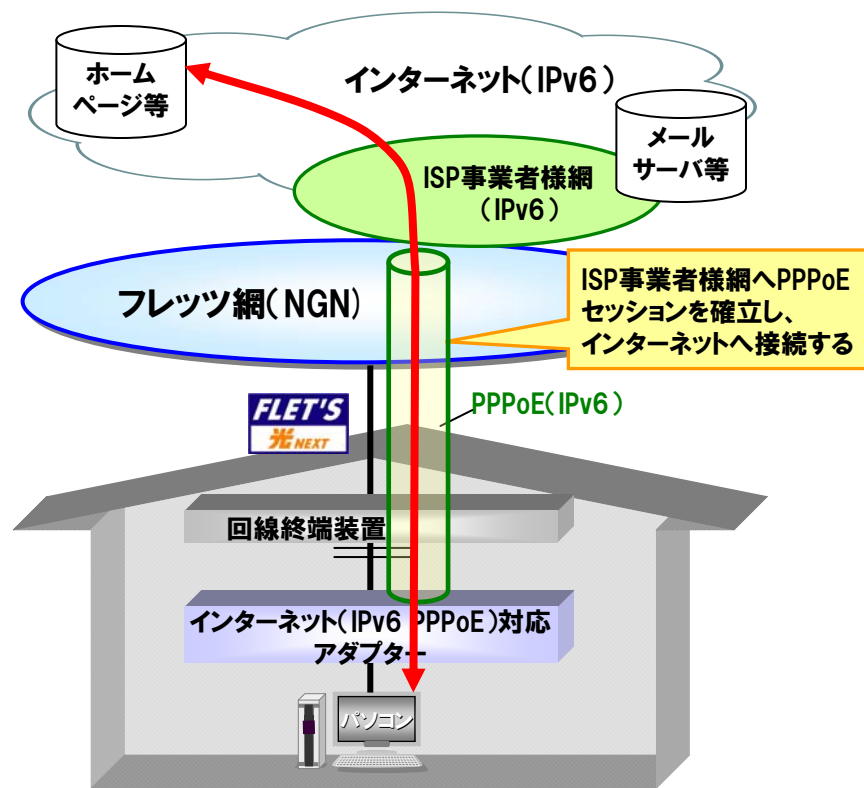 ホーム
ページ等
インターネット(IPv6)
メール
サーバ等
ISP事業者様網
(IPv6)
フレッツ網(NGN)
ISP事業者様網へPPPoE
セッションを確立し、
インターネットへ接続する
PPPoE(IPv6)
FLET'S
光NEXT
回線終端装置
インターネット(IPv6 PPPoE)対応
アダプター
パソコン